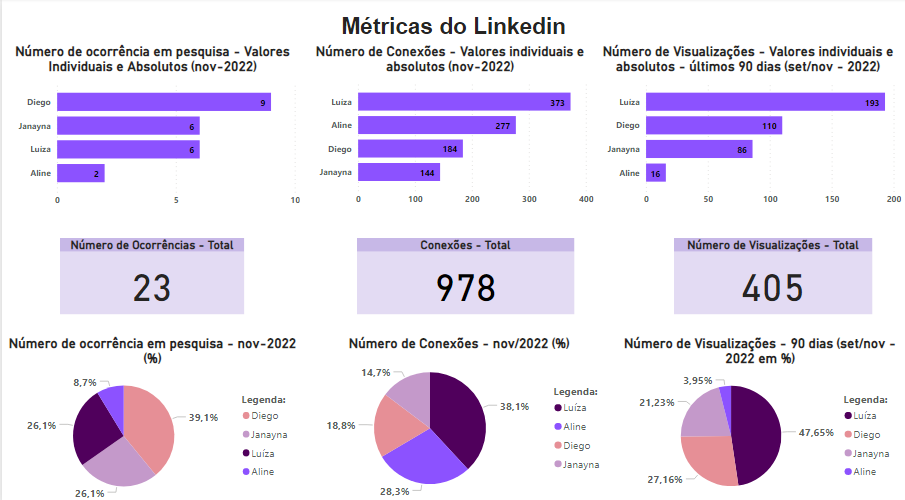 Métricas do Linkedin
Número de ocorrência em pesquisa - Valores
Individuais e Absolutos (nov-2022)
Diego
9
Janayna
6
Luíza
6
Aline
2
0
5
10
Número de Conexões - Valores individuais e
absolutos (nov-2022)
Luíza
373
Aline
277
Diego
184
Janayna
144
0
100
200
300
400
Número de Visualizações - Valores individuais e
absolutos - últimos 90 dias (set/nov - 2022)
Luíza
193
Diego
110
Janayna
86
Aline
16
0
50
100
150
200
Número de Ocorrências - Total
23
Conexões - Total
978
Número de Visualizações - Total
405
Número de ocorrência em pesquisa - nov-2022
(%)
8,7%
39,1%
26,1%
26,1%
Legenda:
Diego
Janayna
Luíza
Aline
Número de Conexões - nov/2022 (%)
14,7%
38,1%
18,8%
28,3%
Legenda:
Luíza
Aline
Diego
Janayna
Número de Visualizações - 90 dias (set/nov -
2022 em %)
3,95%
21,23%
47,65%
27,16%
Legenda:
Luíza
Diego
Janayna
Aline